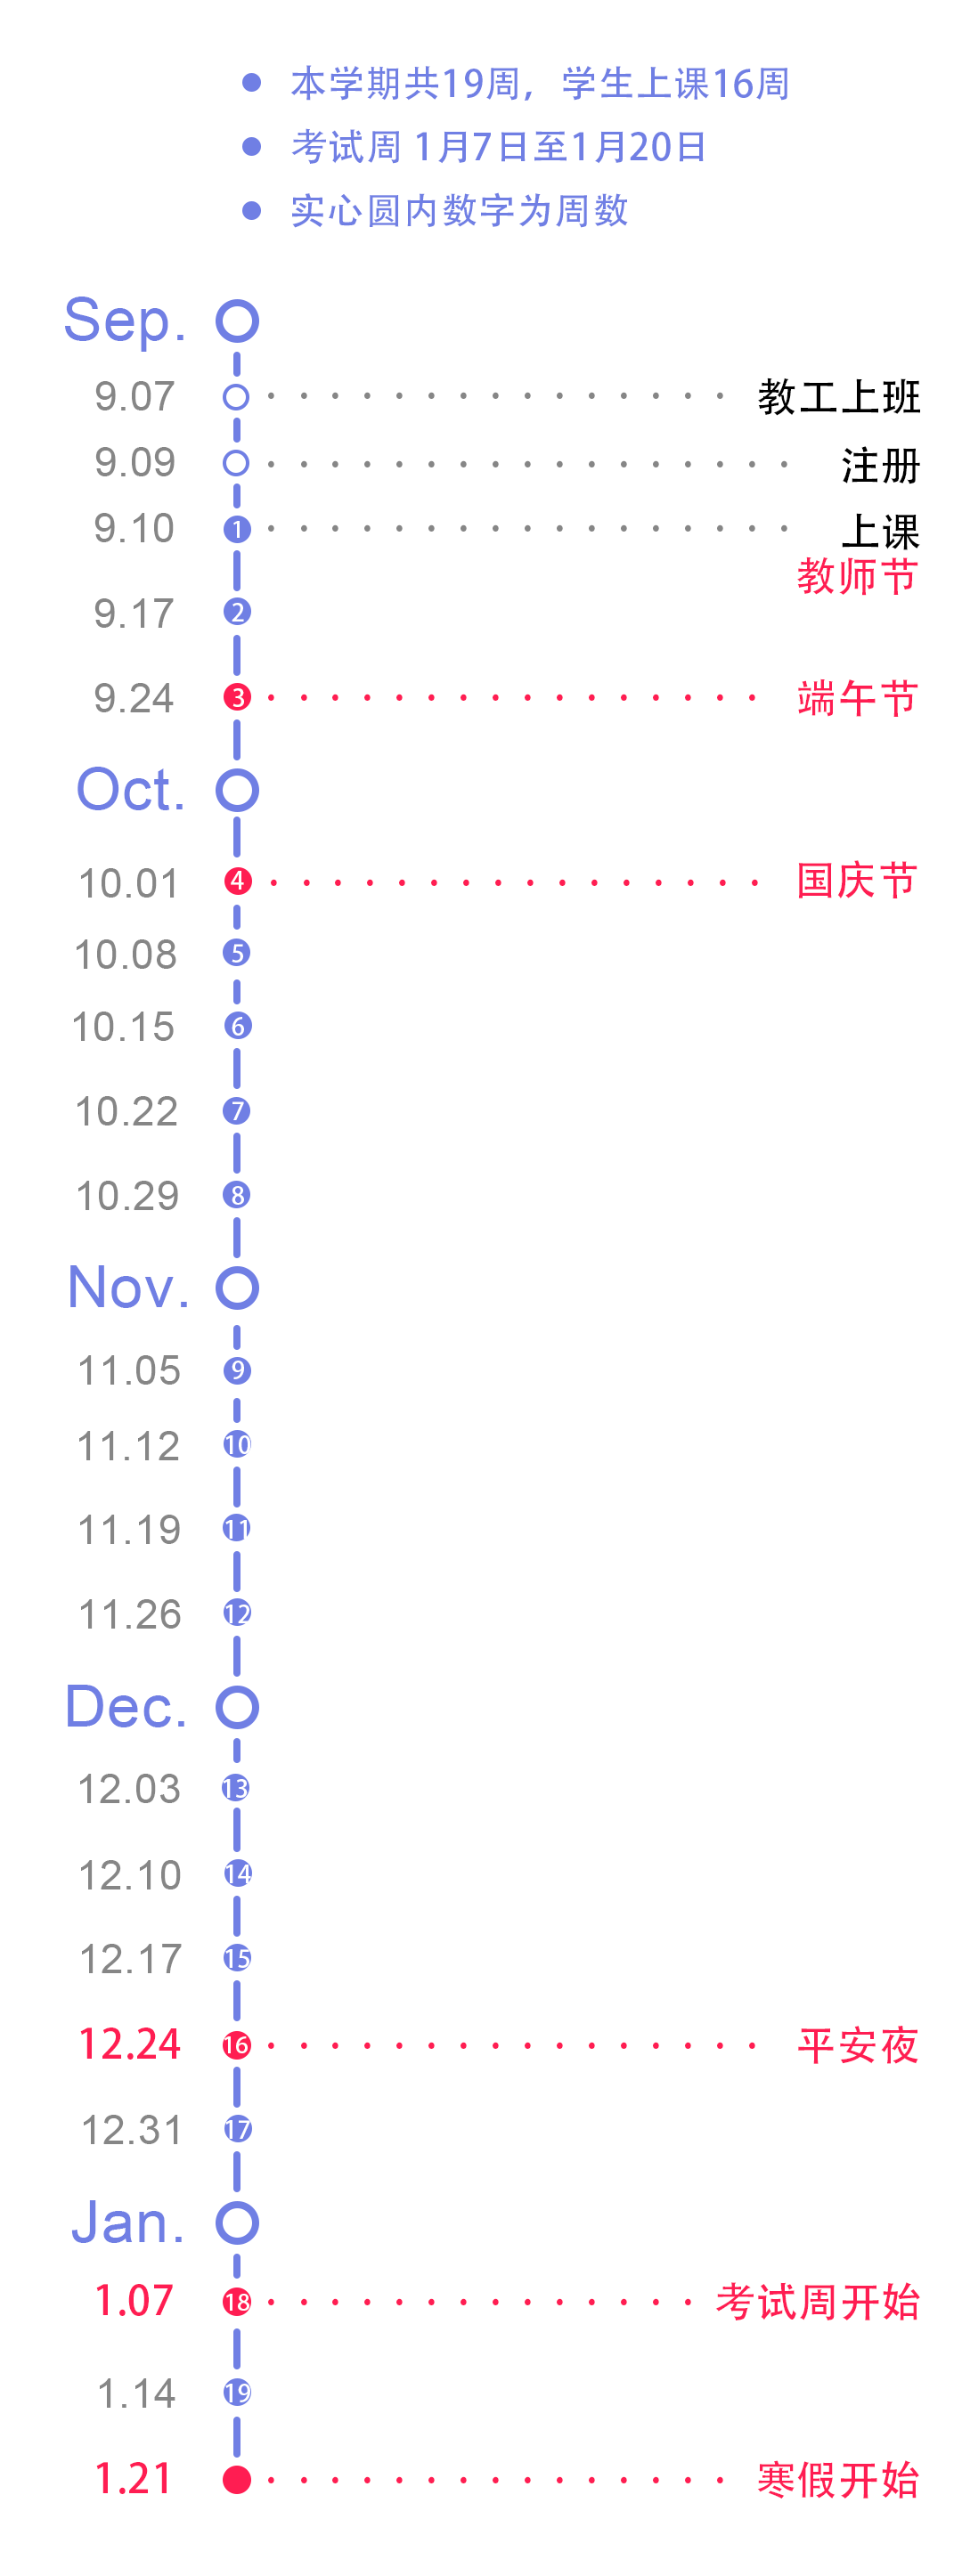 本学期共19周，学生上课16周
考试周 1月7日至1月20日
实心圆内数字为周数
Sep.
9.07 教工上班
9.09 注册
9.10 1 上课
教师节
9.17 2
9.24 3 端午节
Oct.
10.01 4 国庆节
10.08 5
10.15 6
10.22 7
10.29 8
Nov.
11.05 9
11.12 10
11.19 11
11.26 12
Dec.
12.03 13
12.10 14
12.17 15
12.24 16 平安夜
12.31 17
Jan.
1.07 18 考试周开始
1.14 19
1.21 寒假开始